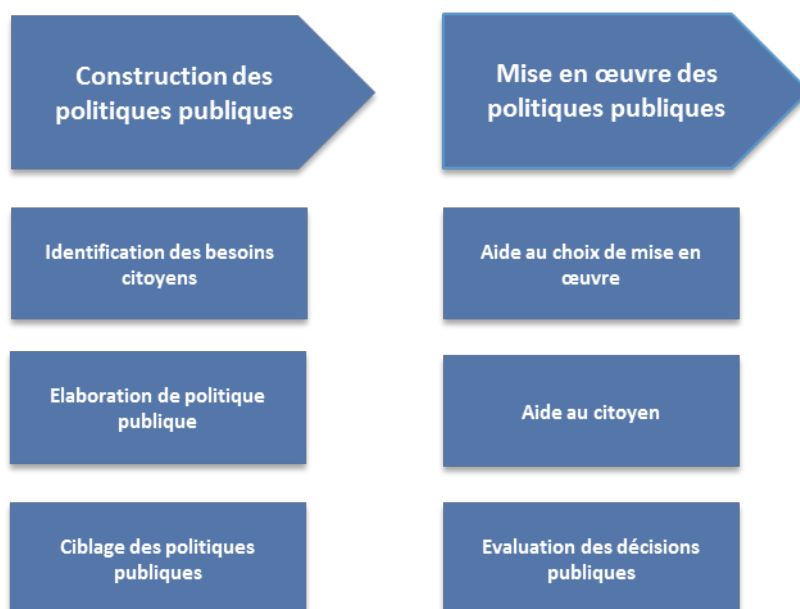 Construction des
politiques publiques
Identification des besoins
citoyens
Elaboration de politique
publique
Ciblage des politiques
publiques
Mise en œuvre des
politiques publiques
Aide au choix de mise en
œuvre
Aide au citoyen
Evaluation des décisions
publiques